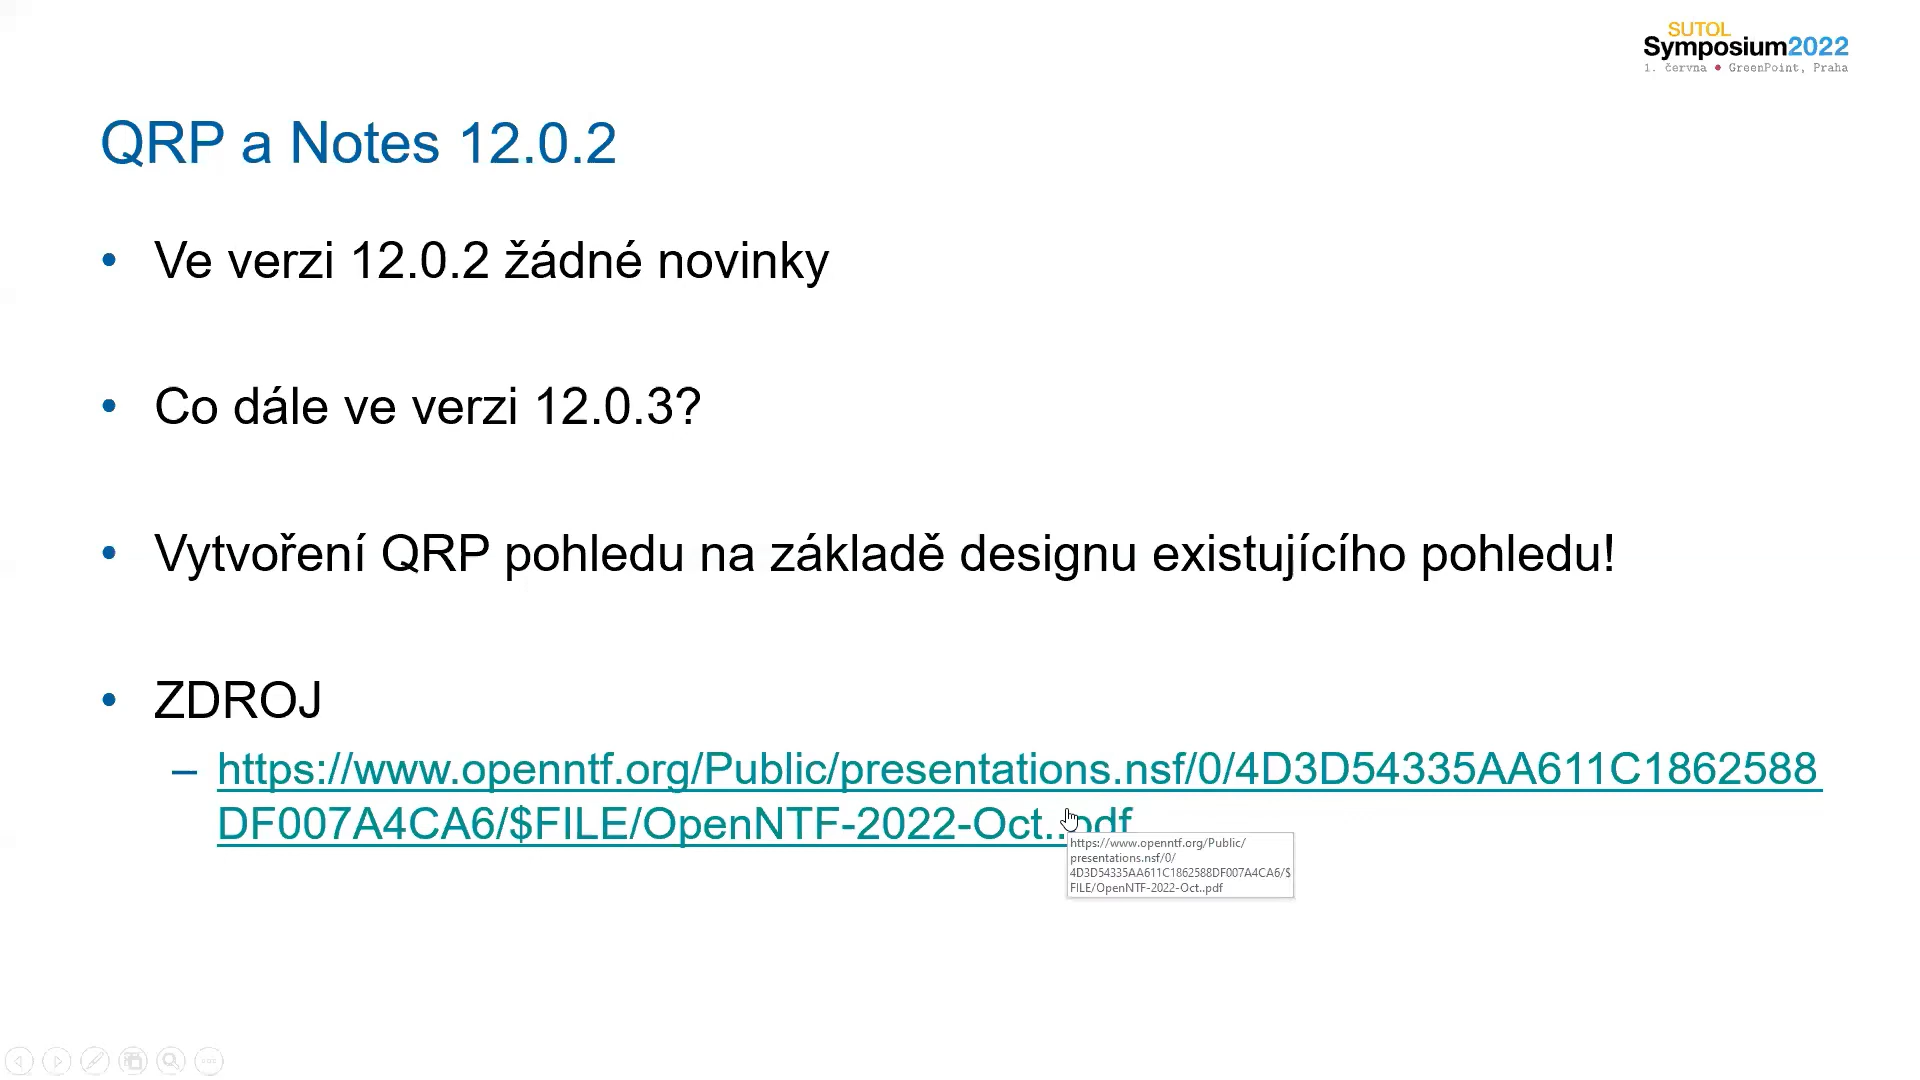 SUTOL
Symposium2022
1. června • GreenPoint, Praha
QRP a Notes 12.0.2
• Ve verzi 12.0.2 žádné novinky
• Co dále ve verzi 12.0.3?
• Vytvoření QRP pohledu na základě designu existujícího pohledu!
• ZDROJ
– https://www.openntf.org/Public/presentations.nsf/0/4D3D54335AA611C1862588
DF007A4CA6/$FILE/OpenNTF-2022-Oct..pdf
https://www.openntf.org/Public/
presentations.nsf/0/
4D3D54335AA611C1862588DF007A4CA6/$
FILE/OpenNTF-2022-Oct..pdf